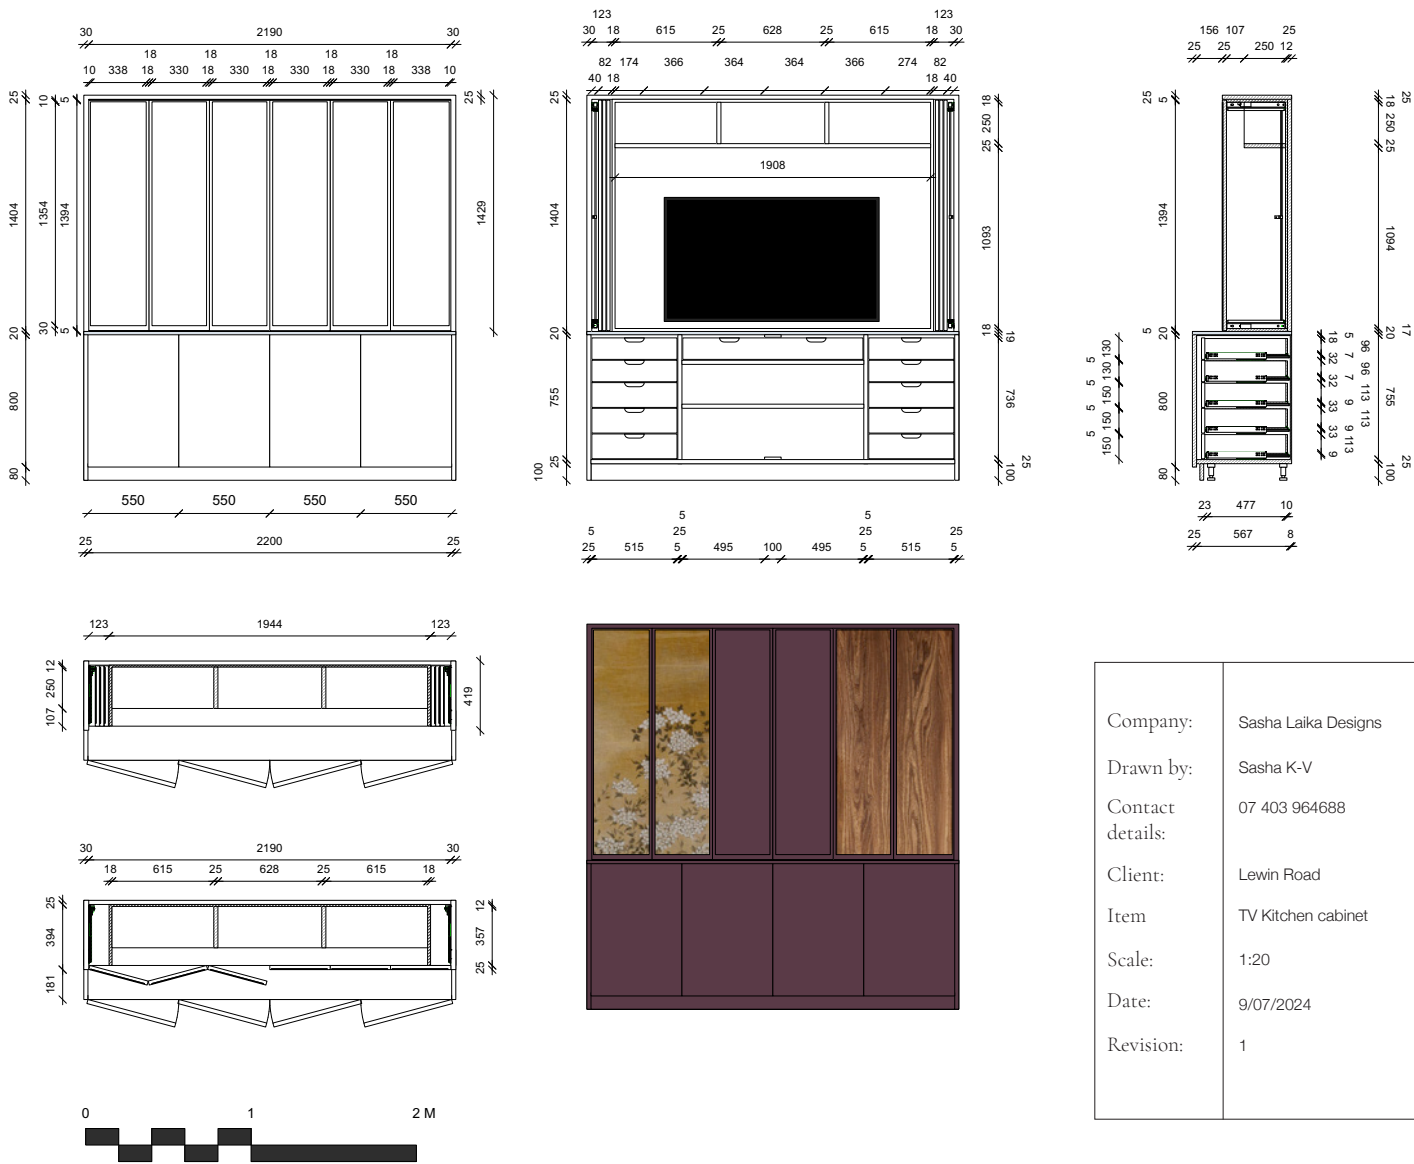 30 2190 30
18 18 18 18 18
10 338 18 330 18 330 18 330 18 330 18 338 10
25 10 5 25
1404 1354 1394 1429
20 30 5
800
80
550 550 550 550
25 2200 25
123 123
30 18 615 25 628 25 615 18 30
82 174 366 364 364 366 274 82
40 18 18 40
25 18
250
25
1908
1404 1093
20 18 19
755 736
25 25
100 100
5 5
5 25 25 25
25 515 5 495 100 495 5 515 5
156 107 25
25 25 250 12
25 5 25
18
250
25
1394 1094
5 20 17
20
130 5 130 5 150 5 150 5 150
800
80
18 5 96
32 7 96
32 7 113
33 9 113
33 9 113
9
755
25
100
23 477 10
25 567 8
123 1944 123
12
250
107
419
30 2190 30
18 615 25 628 25 615 18
25 12
394 357
181 25
Company: Sasha Laika Designs
Drawn by: Sasha K-V
Contact
details: 07 403 964688
Client: Lewin Road
Item TV Kitchen cabinet
Scale: 1:20
Date: 9/07/2024
Revision: 1
0 1 2 M